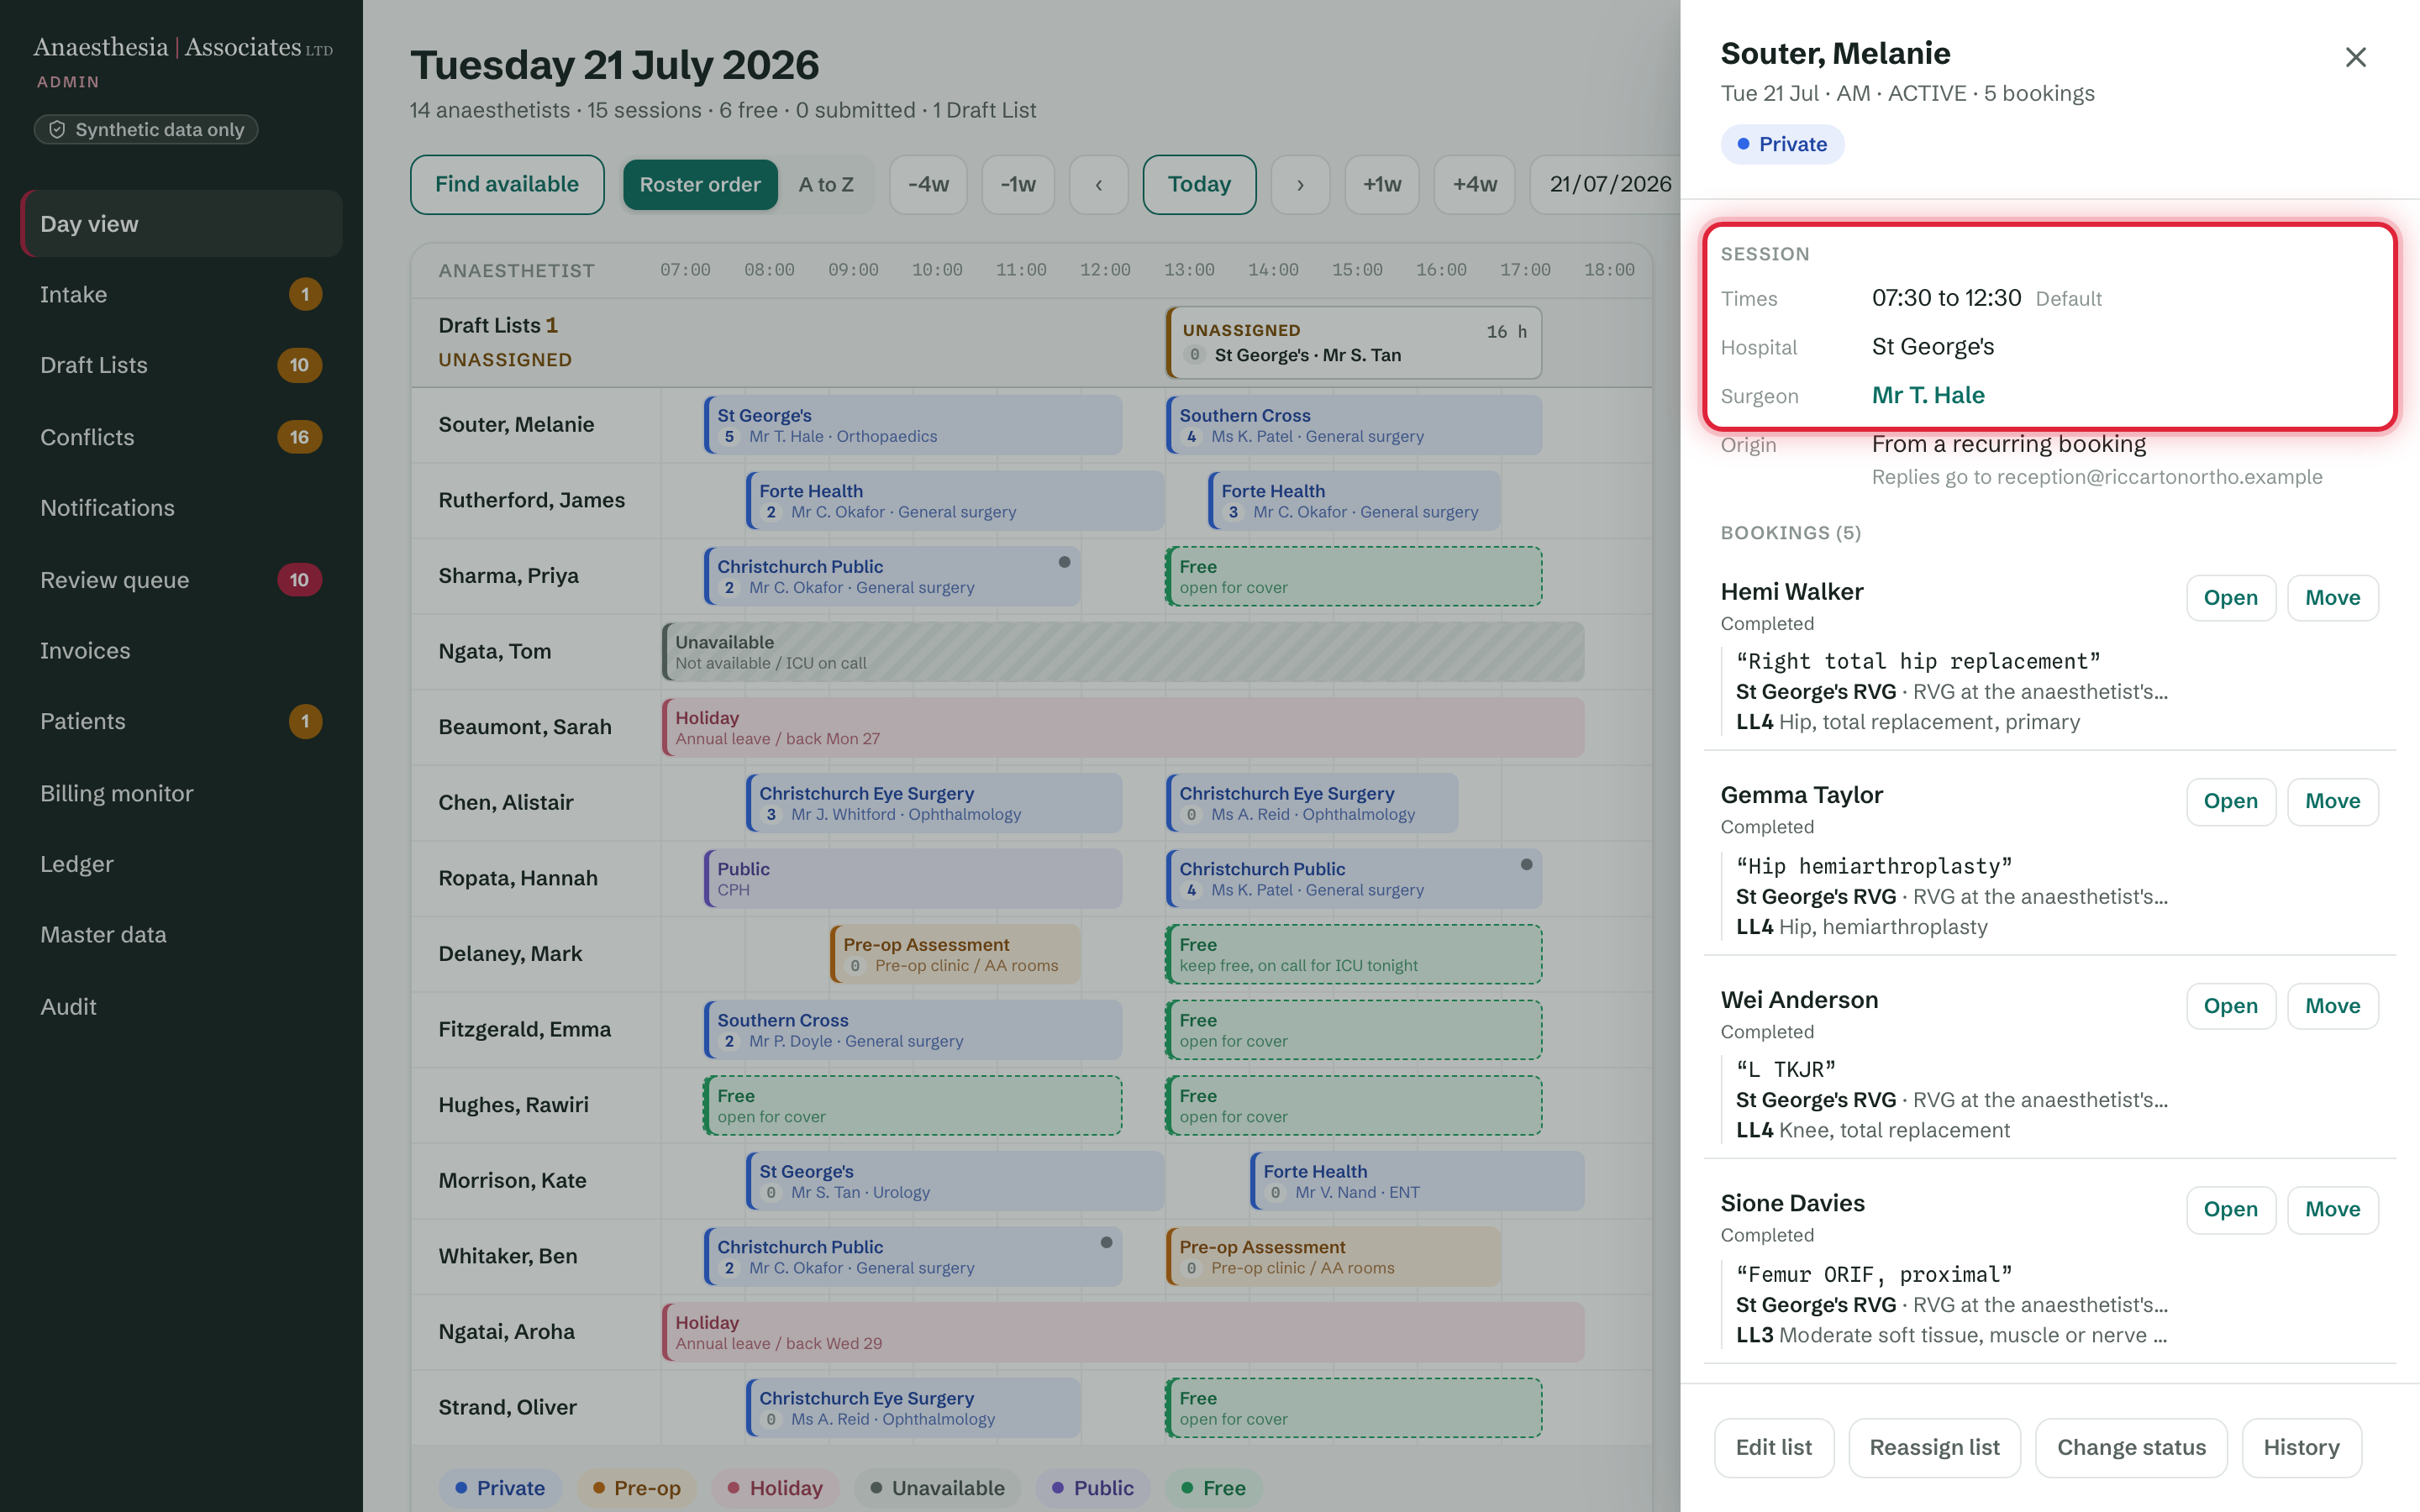 Anaesthesia | Associates LTD
ADMIN
Synthetic data only
Day view
Intake 1
Draft Lists 10
Conflicts 16
Notifications
Review queue 10
Invoices
Patients 1
Billing monitor
Ledger
Master data
Audit
Tuesday 21 July 2026
14 anaesthetists · 15 sessions · 6 free · 0 submitted · 1 Draft List
Find available Roster order A to Z -4w -1w ‹ Today › +1w +4w 21/07/2026
ANAESTHETIST 07:00 08:00 09:00 10:00 11:00 12:00 13:00 14:00 15:00 16:00 17:00 18:00
Draft Lists 1
UNASSIGNED
UNASSIGNED 16 h
0 St George's · Mr S. Tan
Souter, Melanie
St George's
5 Mr T. Hale · Orthopaedics
Southern Cross
4 Ms K. Patel · General surgery
Rutherford, James
Forte Health
2 Mr C. Okafor · General surgery
Forte Health
3 Mr C. Okafor · General surgery
Sharma, Priya
Christchurch Public
2 Mr C. Okafor · General surgery
Free
open for cover
Ngata, Tom
Unavailable
Not available / ICU on call
Beaumont, Sarah
Holiday
Annual leave / back Mon 27
Chen, Alistair
Christchurch Eye Surgery
3 Mr J. Whitford · Ophthalmology
Christchurch Eye Surgery
0 Ms A. Reid · Ophthalmology
Ropata, Hannah
Public
CPH
Christchurch Public
4 Ms K. Patel · General surgery
Delaney, Mark
Pre-op Assessment
0 Pre-op clinic / AA rooms
Free
keep free, on call for ICU tonight
Fitzgerald, Emma
Southern Cross
2 Mr P. Doyle · General surgery
Free
open for cover
Hughes, Rawiri
Free
open for cover
Free
open for cover
Morrison, Kate
St George's
0 Mr S. Tan · Urology
Forte Health
0 Mr V. Nand · ENT
Whitaker, Ben
Christchurch Public
2 Mr C. Okafor · General surgery
Pre-op Assessment
0 Pre-op clinic / AA rooms
Ngatai, Aroha
Holiday
Annual leave / back Wed 29
Strand, Oliver
Christchurch Eye Surgery
0 Ms A. Reid · Ophthalmology
Free
open for cover
Private Pre-op Holiday Unavailable Public Free
Souter, Melanie
Tue 21 Jul · AM · ACTIVE · 5 bookings
Private
SESSION
Times 07:30 to 12:30 Default
Hospital St George's
Surgeon Mr T. Hale
Origin From a recurring booking
Replies go to reception@riccartonortho.example
BOOKINGS (5)
Hemi Walker Open Move
Completed
“Right total hip replacement”
St George's RVG · RVG at the anaesthetist's...
LL4 Hip, total replacement, primary
Gemma Taylor Open Move
Completed
“Hip hemiarthroplasty”
St George's RVG · RVG at the anaesthetist's...
LL4 Hip, hemiarthroplasty
Wei Anderson Open Move
Completed
“L TKJR”
St George's RVG · RVG at the anaesthetist's...
LL4 Knee, total replacement
Sione Davies Open Move
Completed
“Femur ORIF, proximal”
St George's RVG · RVG at the anaesthetist's...
LL3 Moderate soft tissue, muscle or nerve ...
Edit list Reassign list Change status History